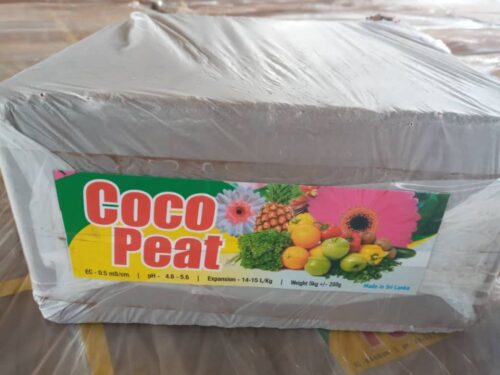 Coco
Peat
EC - 0.5 mS/cm | pH - 4.8 - 5.6 | Expansion - 14-15 L/Kg | Weight 5kg +/- 200g Made in Sri Lanka